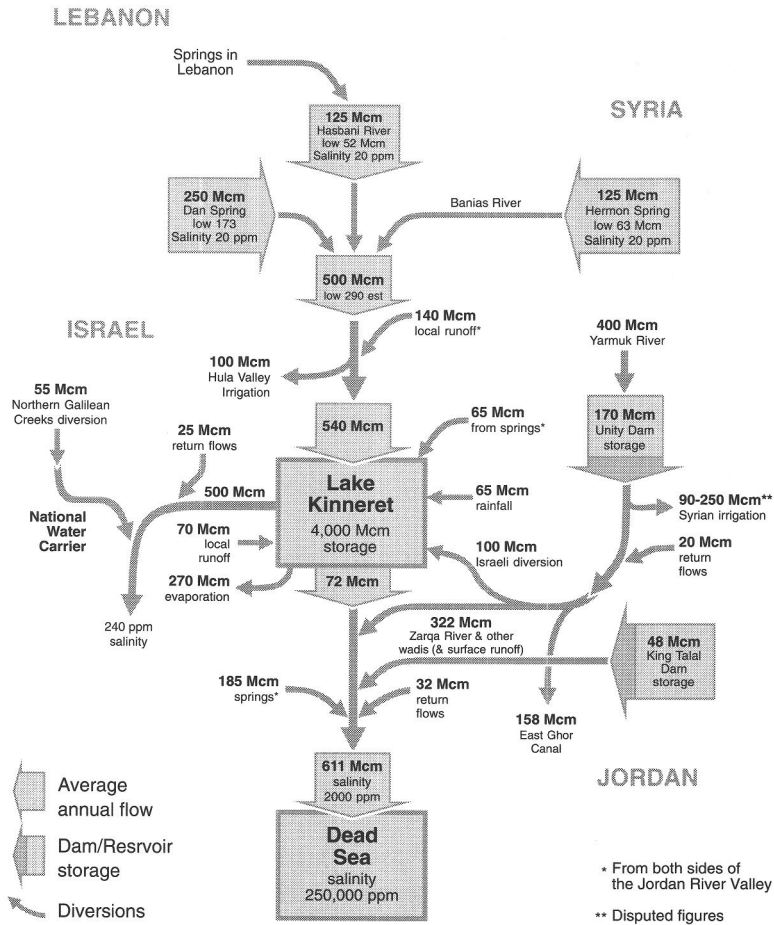 LEBANON
Springs in
Lebanon
125 Mcm
Hasbani River
low 52 Mcm
Salinity 20 ppm
SYRIA
250 Mcm
Dan Spring
low 173
Salinity 20 ppm
Banias River
125 Mcm
Hermon Spring
low 63 Mcm
Salinity 20 ppm
500 Mcm
low 290 est
ISRAEL
140 Mcm
local runoff*
400 Mcm
Yarmuk River
100 Mcm
Hula Valley
Irrigation
55 Mcm
Northern Galilean
Creeks diversion
25 Mcm
return flows
540 Mcm
65 Mcm
from springs*
170 Mcm
Unity Dam
storage
500 Mcm
Lake
Kinneret
4,000 Mcm
storage
65 Mcm
rainfall
90-250 Mcm**
Syrian irrigation
National
Water
Carrier
70 Mcm
local
runoff
100 Mcm
Israeli diversion
20 Mcm
return
flows
270 Mcm
evaporation
72 Mcm
240 ppm
salinity
322 Mcm
Zarqa River & other
wadis (& surface runoff)
48 Mcm
King Talal
Dam
storage
185 Mcm
springs*
32 Mcm
return
flows
158 Mcm
East Ghor
Canal
611 Mcm
salinity
2000 ppm
JORDAN
Average
annual flow
Dam/Resrvoir
storage
Diversions
Dead
Sea
salinity
250,000 ppm
* From both sides of
the Jordan River Valley
** Disputed figures